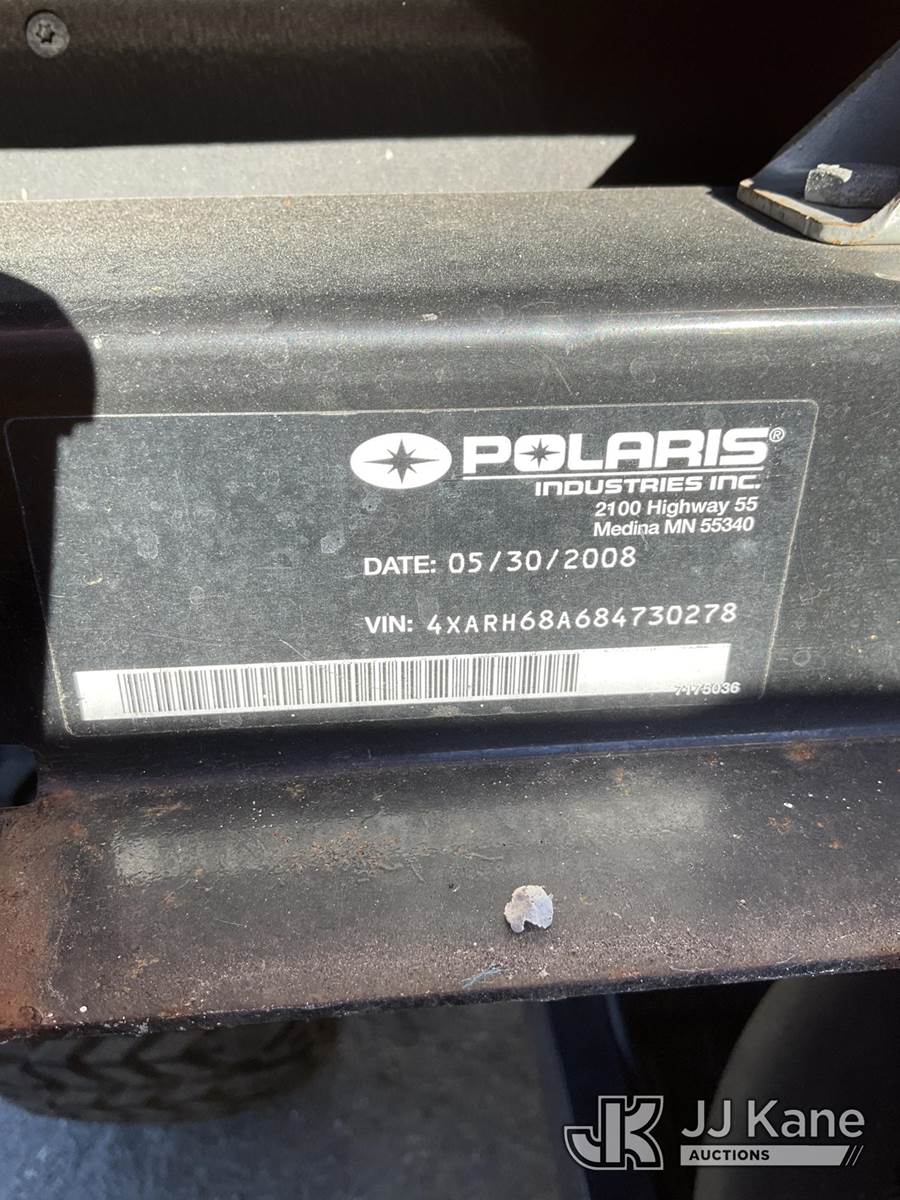 POLARIS®
INDUSTRIES INC.
2100 Highway 55
Medina MN 55340
DATE: 05/30/2008
VIN: 4XARH68A684730278
7175036
JK JJ Kane
AUCTIONS